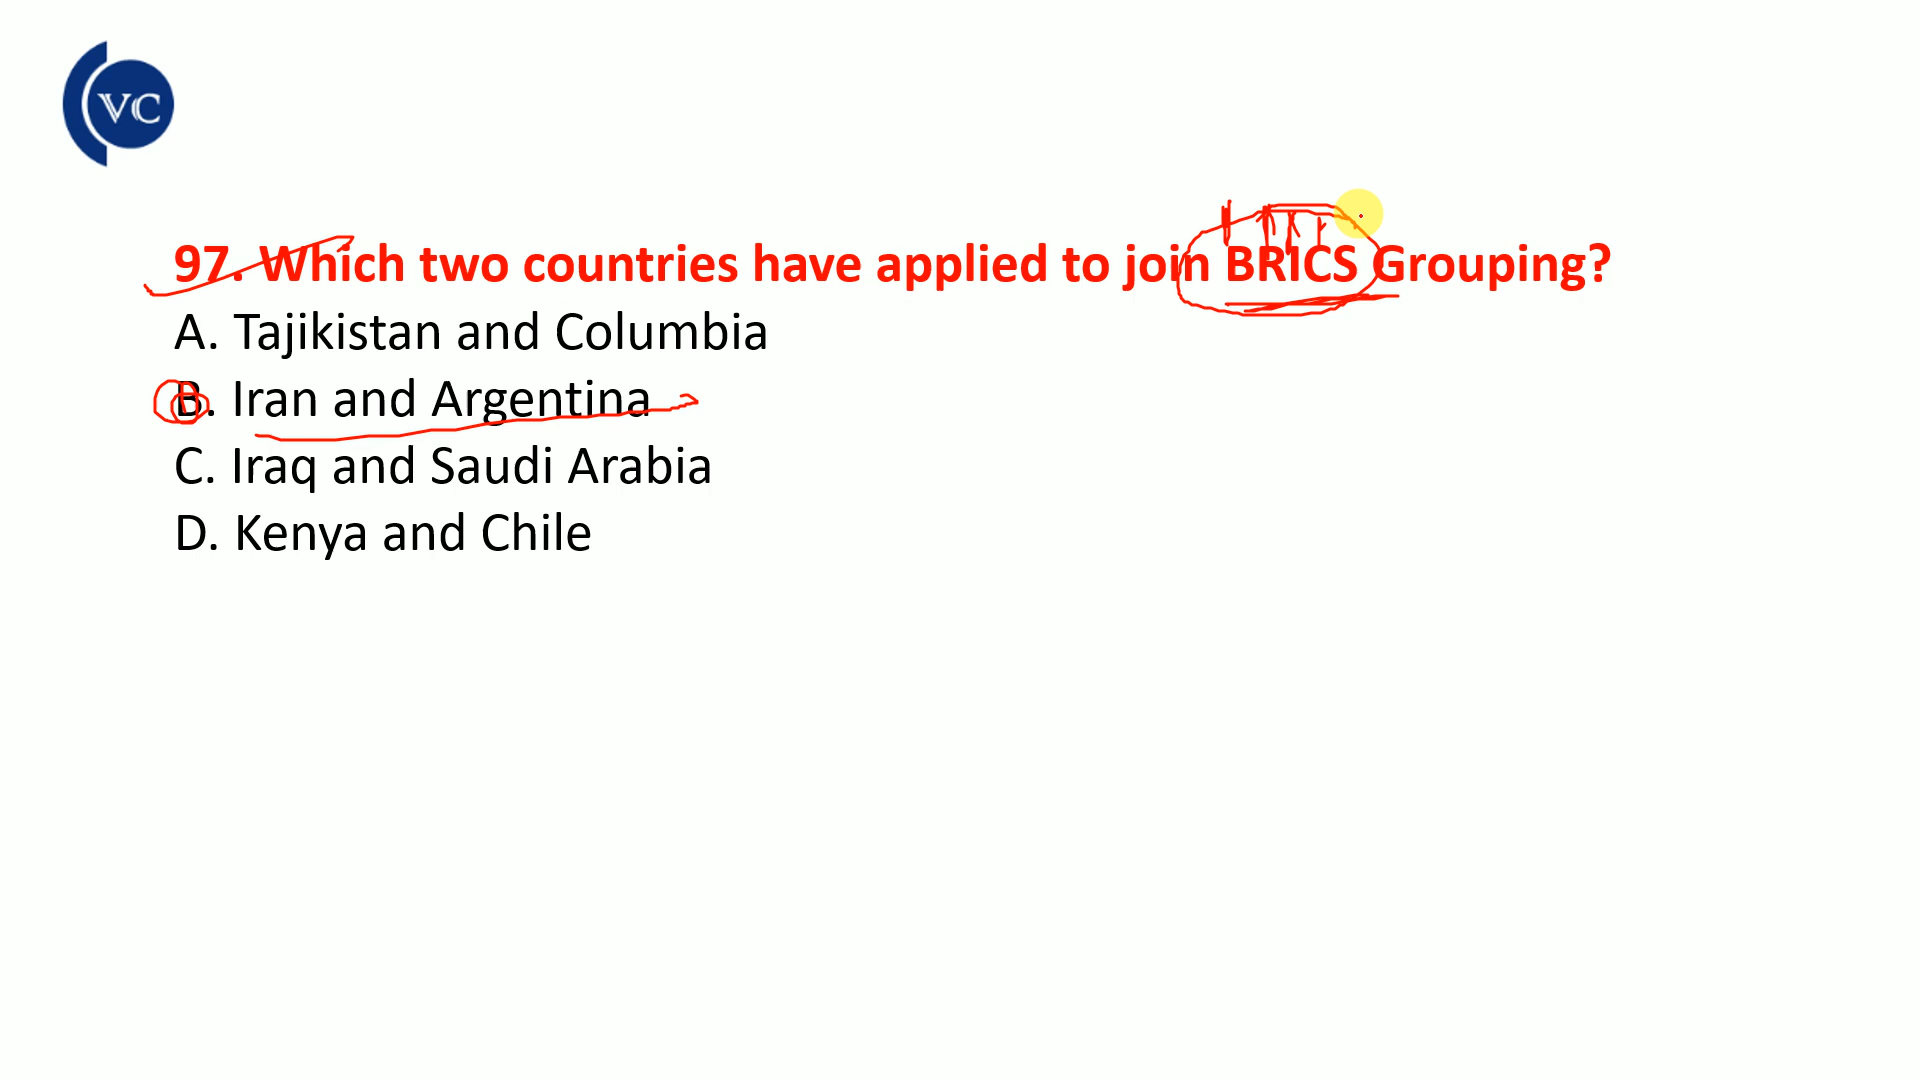 VC
97. Which two countries have applied to join BRICS Grouping?
A. Tajikistan and Columbia
B. Iran and Argentina
C. Iraq and Saudi Arabia
D. Kenya and Chile